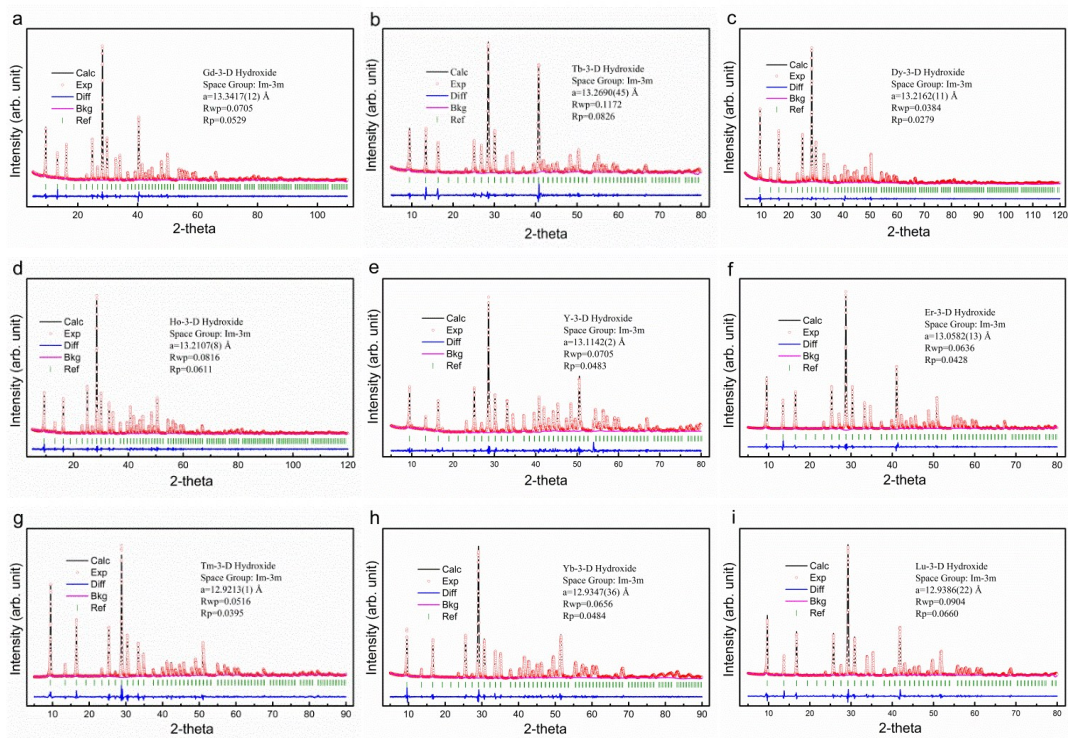 a
Intensity (arb. unit)
Calc
Exp
Diff
Bkg
Ref
Gd-3-D Hydroxide
Space Group: Im-3m
a=13.3417(12) Å
Rwp=0.0705
Rp=0.0529
20 40 60 80 100
2-theta
b
Intensity (arb. unit)
Calc
Exp
Diff
Bkg
Ref
Tb-3-D Hydroxide
Space Group: Im-3m
a=13.2690(45) Å
Rwp=0.1172
Rp=0.0826
10 20 30 40 50 60 70 80
2-theta
c
Intensity (arb. unit)
Calc
Exp
Diff
Bkg
Ref
Dy-3-D Hydroxide
Space Group: Im-3m
a=13.2162(11) Å
Rwp=0.0384
Rp=0.0279
10 20 30 40 50 60 70 80 90 100 110 120
2-theta
d
Intensity (arb. unit)
Calc
Exp
Diff
Bkg
Ref
Ho-3-D Hydroxide
Space Group: Im-3m
a=13.2107(8) Å
Rwp=0.0816
Rp=0.0611
20 40 60 80 100 120
2-theta
e
Intensity (arb. unit)
Calc
Exp
Diff
Bkg
Ref
Y-3-D Hydroxide
Space Group: Im-3m
a=13.1142(2) Å
Rwp=0.0705
Rp=0.0483
10 20 30 40 50 60 70 80
2-theta
f
Intensity (arb. unit)
Calc
Exp
Diff
Bkg
Ref
Er-3-D Hydroxide
Space Group: Im-3m
a=13.0582(13) Å
Rwp=0.0636
Rp=0.0428
10 20 30 40 50 60 70 80
2-theta
g
Intensity (arb. unit)
Calc
Exp
Diff
Bkg
Ref
Tm-3-D Hydroxide
Space Group: Im-3m
a=12.9213(1) Å
Rwp=0.0516
Rp=0.0395
10 20 30 40 50 60 70 80 90
2-theta
h
Intensity (arb. unit)
Calc
Exp
Diff
Bkg
Ref
Yb-3-D Hydroxide
Space Group: Im-3m
a=12.9347(36) Å
Rwp=0.0656
Rp=0.0484
10 20 30 40 50 60 70 80 90
2-theta
i
Intensity (arb. unit)
Calc
Exp
Diff
Bkg
Ref
Lu-3-D Hydroxide
Space Group: Im-3m
a=12.9386(22) Å
Rwp=0.0904
Rp=0.0660
10 20 30 40 50 60 70 80
2-theta